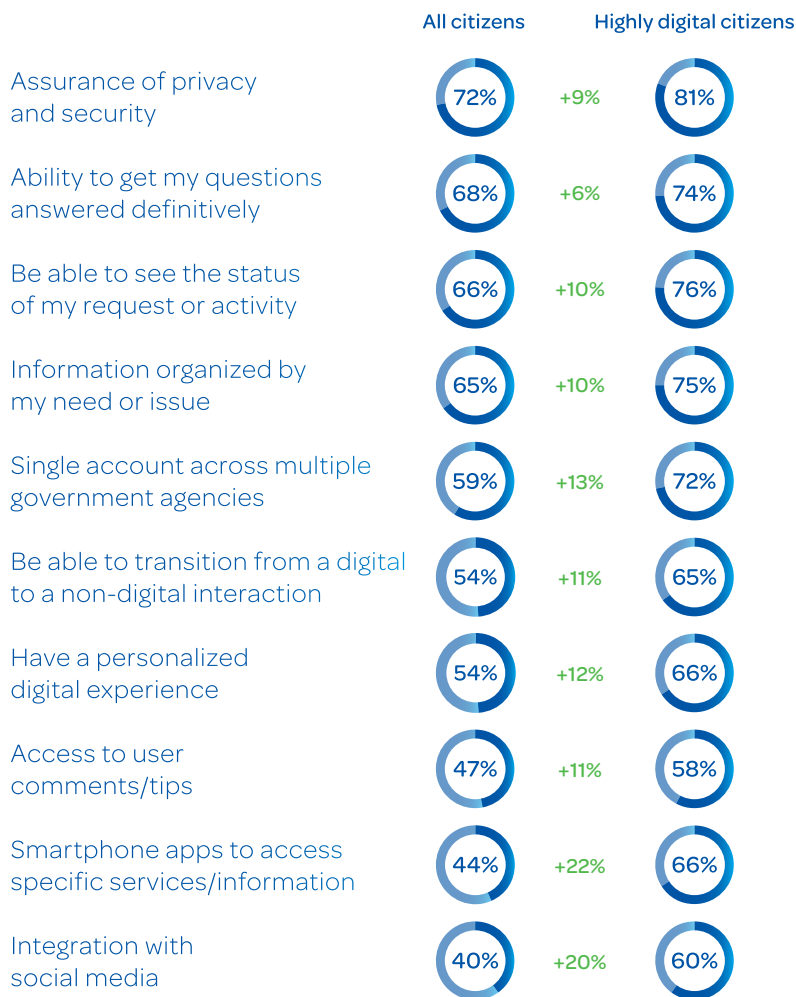 All citizens
Highly digital citizens
Assurance of privacy
and security
72%
+9%
81%
Ability to get my questions
answered definitively
68%
+6%
74%
Be able to see the status
of my request or activity
66%
+10%
76%
Information organized by
my need or issue
65%
+10%
75%
Single account across multiple
government agencies
59%
+13%
72%
Be able to transition from a digital
to a non-digital interaction
54%
+11%
65%
Have a personalized
digital experience
54%
+12%
66%
Access to user
comments/tips
47%
+11%
58%
Smartphone apps to access
specific services/information
44%
+22%
66%
Integration with
social media
40%
+20%
60%